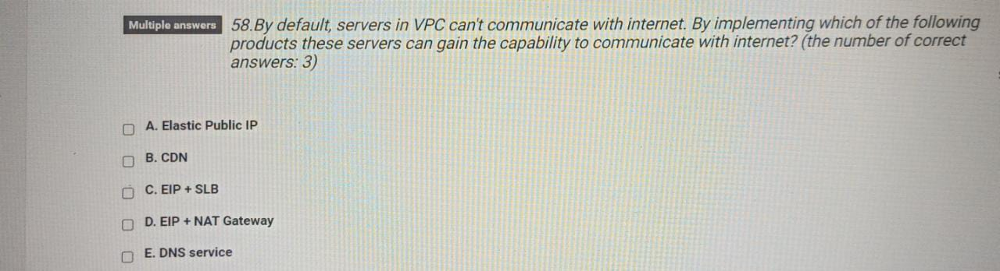 Multiple answers 58.By default, servers in VPC can't communicate with internet. By implementing which of the following
products these servers can gain the capability to communicate with internet? (the number of correct
answers: 3)
A. Elastic Public IP
B. CDN
C. EIP + SLB
D. EIP + NAT Gateway
E. DNS service